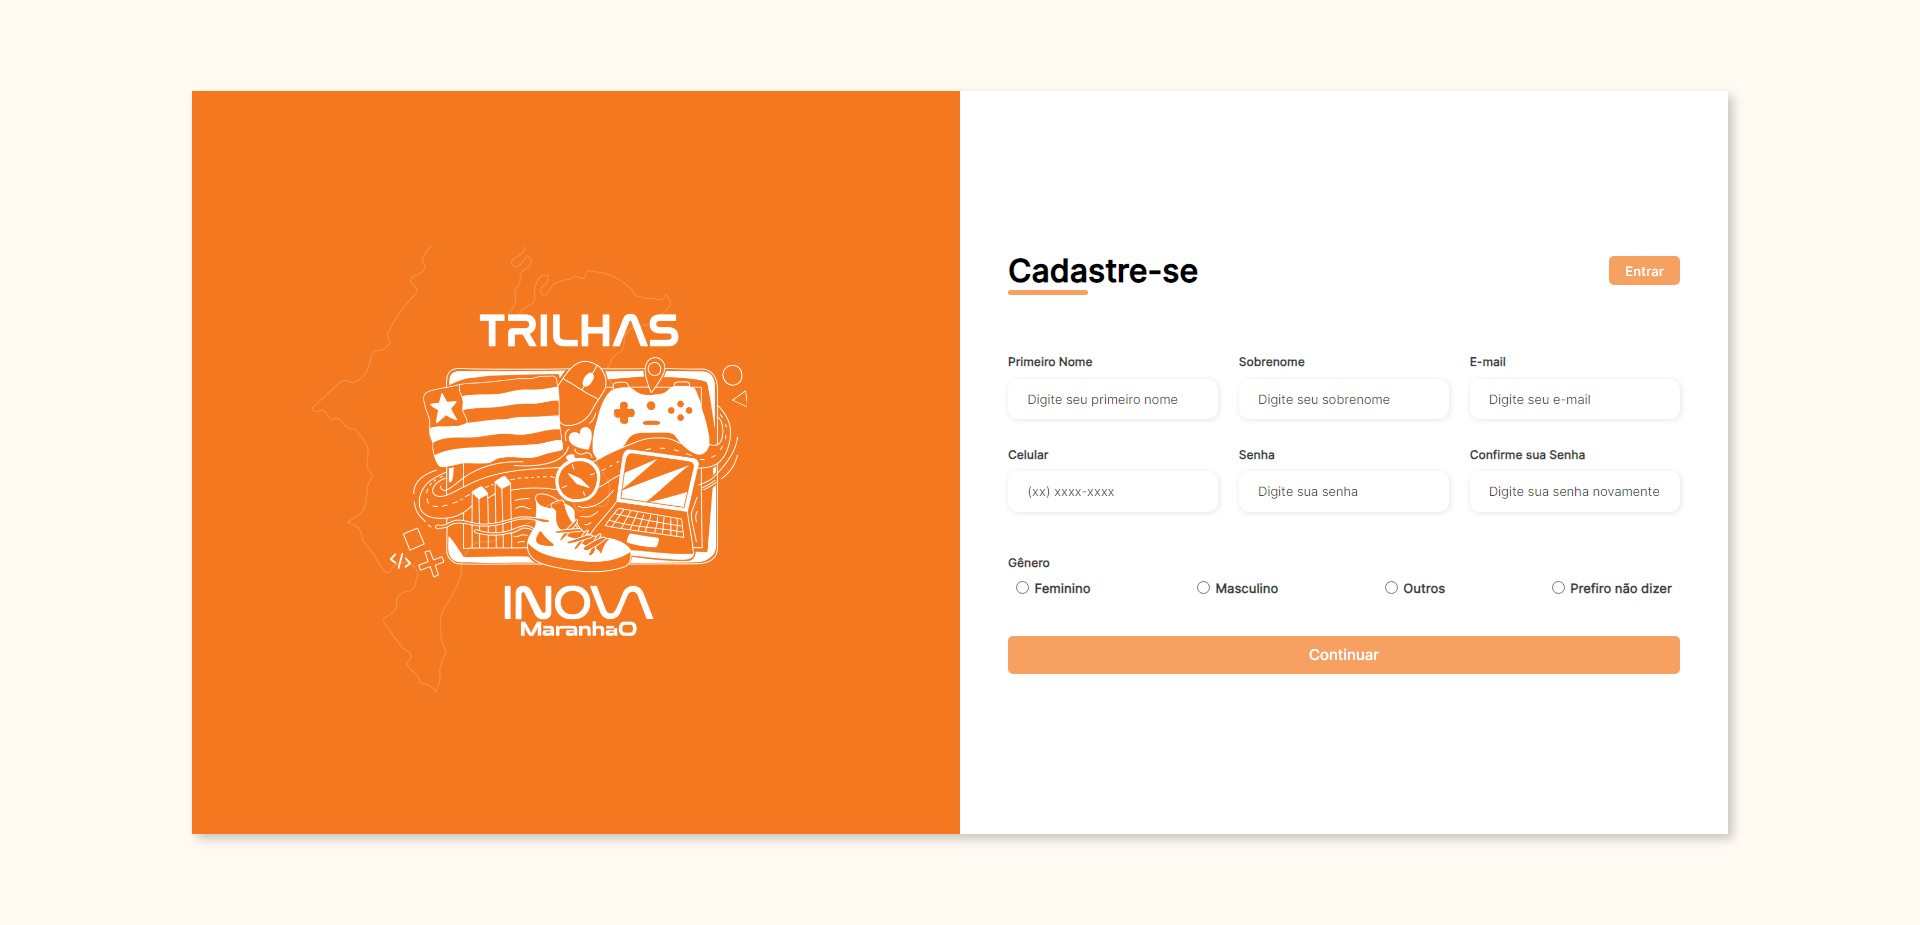 TRILHAS
</>
INOVA
Maranhão
Cadastre-se
Entrar
Primeiro Nome
Sobrenome
E-mail
Digite seu primeiro nome
Digite seu sobrenome
Digite seu e-mail
Celular
Senha
Confirme sua Senha
(xx) xxxx-xxxx
Digite sua senha
Digite sua senha novamente
Gênero
Feminino
Masculino
Outros
Prefiro não dizer
Continuar